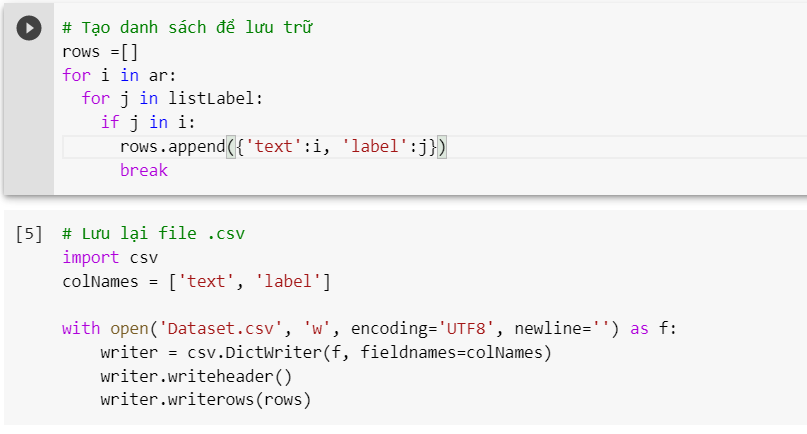 # Tạo danh sách để lưu trữ
rows =[]
for i in ar:
  for j in listLabel:
    if j in i:
      rows.append({'text':i, 'label':j})
      break
[5] # Lưu lại file .csv
import csv
colNames = ['text', 'label']

with open('Dataset.csv', 'w', encoding='UTF8', newline='') as f:
    writer = csv.DictWriter(f, fieldnames=colNames)
    writer.writeheader()
    writer.writerows(rows)